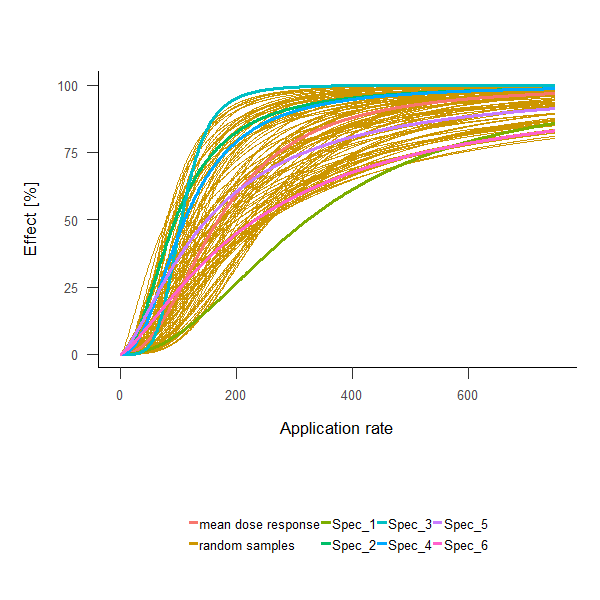 Effect [%]
100
75
50
25
0
0 200 400 600
Application rate
mean dose response Spec_1 Spec_3 Spec_5
random samples Spec_2 Spec_4 Spec_6